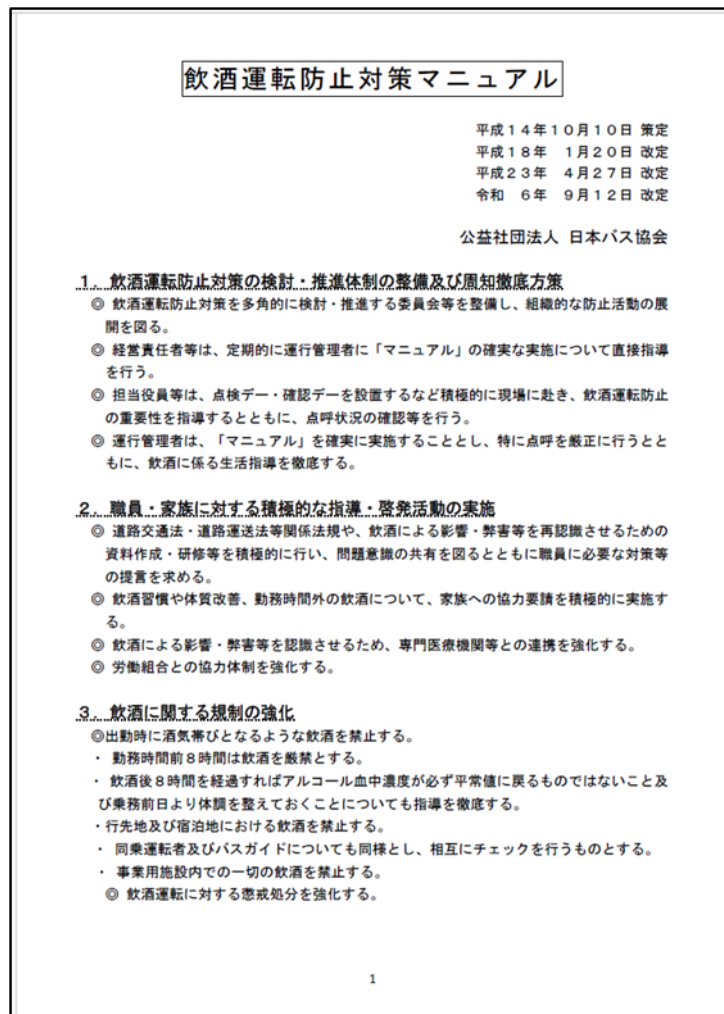 飲酒運転防止対策マニュアル
平成14年10月10日 策定
平成18年 1月20日 改定
平成23年 4月27日 改定
令和 6年 9月12日 改定
公益社団法人 日本バス協会
1．飲酒運転防止対策の検討・推進体制の整備及び周知徹底方策
◎ 飲酒運転防止対策を多角的に検討・推進する委員会等を整備し、組織的な防止活動の展
開を図る。
◎ 経営責任者等は、定期的に運行管理者に「マニュアル」の確実な実施について直接指導
を行う。
◎ 担当役員等は、点検デー・確認デーを設置するなど積極的に現場に赴き、飲酒運転防止
の重要性を指導するとともに、点呼状況の確認等を行う。
◎ 運行管理者は、「マニュアル」を確実に実施することとし、特に点呼を厳正に行うとと
もに、飲酒に係る生活指導を徹底する。
2．職員・家族に対する積極的な指導・啓発活動の実施
◎ 道路交通法・道路運送法等関係法規や、飲酒による影響・弊害等を再認識させるための
資料作成・研修等を積極的に行い、問題意識の共有を図るとともに職員に必要な対策等
の提言を求める。
◎ 飲酒習慣や体質改善、勤務時間外の飲酒について、家族への協力要請を積極的に実施す
る。
◎ 飲酒による影響・弊害等を認識させるため、専門医療機関等との連携を強化する。
◎ 労働組合との協力体制を強化する。
3．飲酒に関する規制の強化
◎出勤時に酒気帯びとなるような飲酒を禁止する。
・ 勤務時間前8時間は飲酒を厳禁とする。
・ 飲酒後8時間を経過すればアルコール血中濃度が必ず平常値に戻るものではないこと及
び乗務前日より体調を整えておくことについても指導を徹底する。
・行先地及び宿泊地における飲酒を禁止する。
・ 同乗運転者及びバスガイドについても同様とし、相互にチェックを行うものとする。
・ 事業用施設内での一切の飲酒を禁止する。
◎ 飲酒運転に対する懲戒処分を強化する。
1